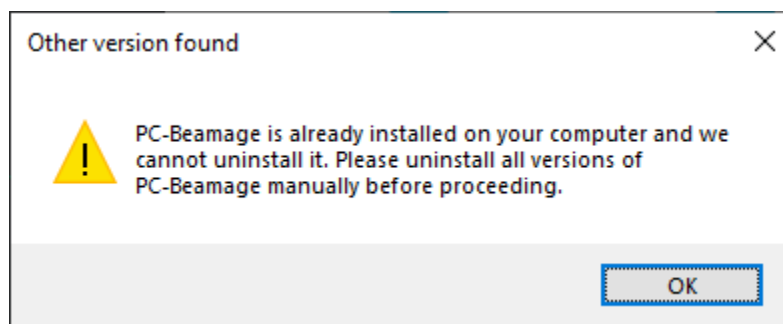 Other version found
PC-Beamage is already installed on your computer and we
cannot uninstall it. Please uninstall all versions of
PC-Beamage manually before proceeding.
OK